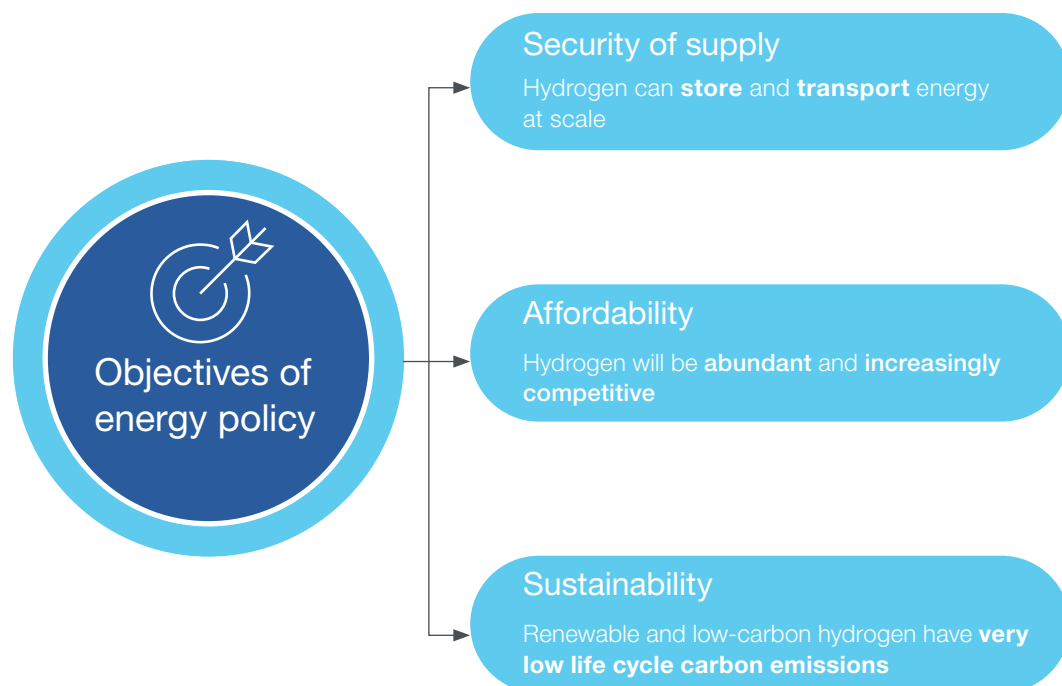 Objectives of
energy policy
Security of supply
Hydrogen can store and transport energy
at scale
Affordability
Hydrogen will be abundant and increasingly
competitive
Sustainability
Renewable and low-carbon hydrogen have very
low life cycle carbon emissions